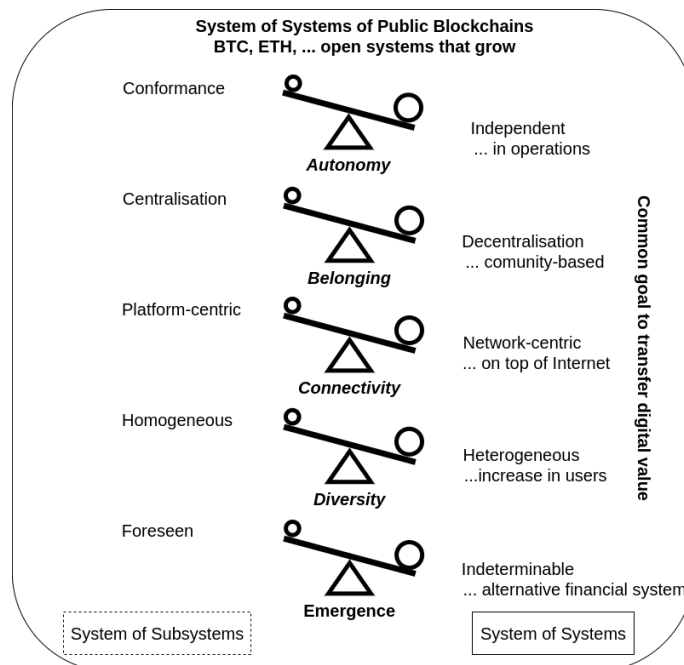 System of Systems of Public Blockchains
BTC, ETH, ... open systems that grow
Conformance
Independent
... in operations
Autonomy
Centralisation
Decentralisation
... comunity-based
Belonging
Platform-centric
Network-centric
... on top of Internet
Connectivity
Homogeneous
Heterogeneous
...increase in users
Diversity
Foreseen
Indeterminable
... alternative financial system
Emergence
Common goal to transfer digital value
System of Subsystems
System of Systems